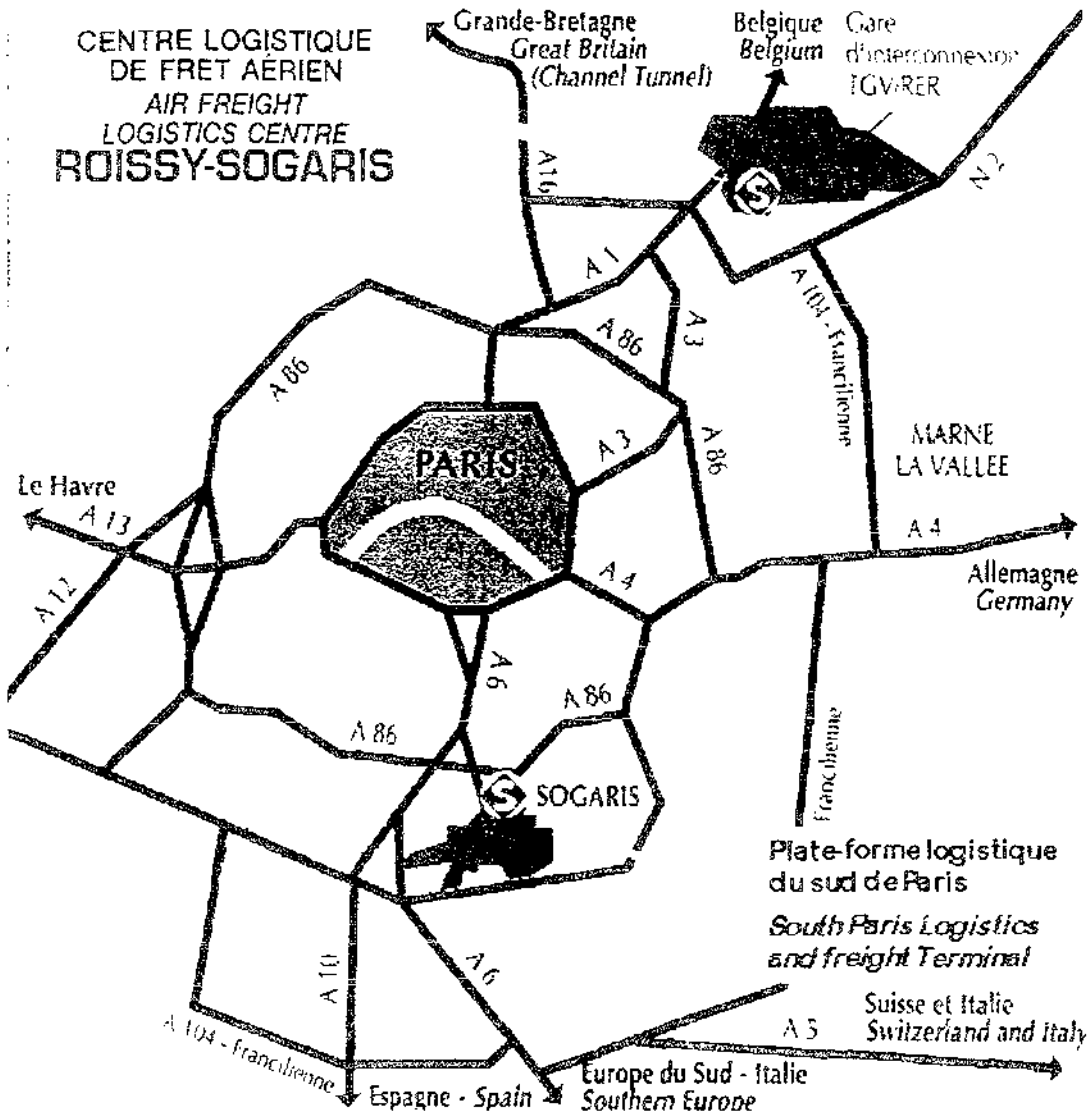 CENTRE LOGISTIQUE
DE FRET AÉRIEN
AIR FREIGHT
LOGISTICS CENTRE
ROISSY-SOGARIS
Grande-Bretagne
Great Britain
(Channel Tunnel)
Belgique
Belgium
Gare
d'interconnexion
TGV/RER
S
N 2
A16
A 1
A 3
A 86
A 104 - Francilienne
A 86
PARIS
A 3
A 86
MARNE
LA VALLEE
Le Havre
A 13
A 12
A 4
A 4
Allemagne
Germany
A 6
A 86
A 86
Francilienne
S SOGARIS
Plate-forme logistique
du sud de Paris
South Paris Logistics
and freight Terminal
A 10
A 6
A 104 - Francilienne
Suisse et Italie
A 5 Switzerland and Italy
Espagne - Spain
Europe du Sud - Italie
Southern Europe